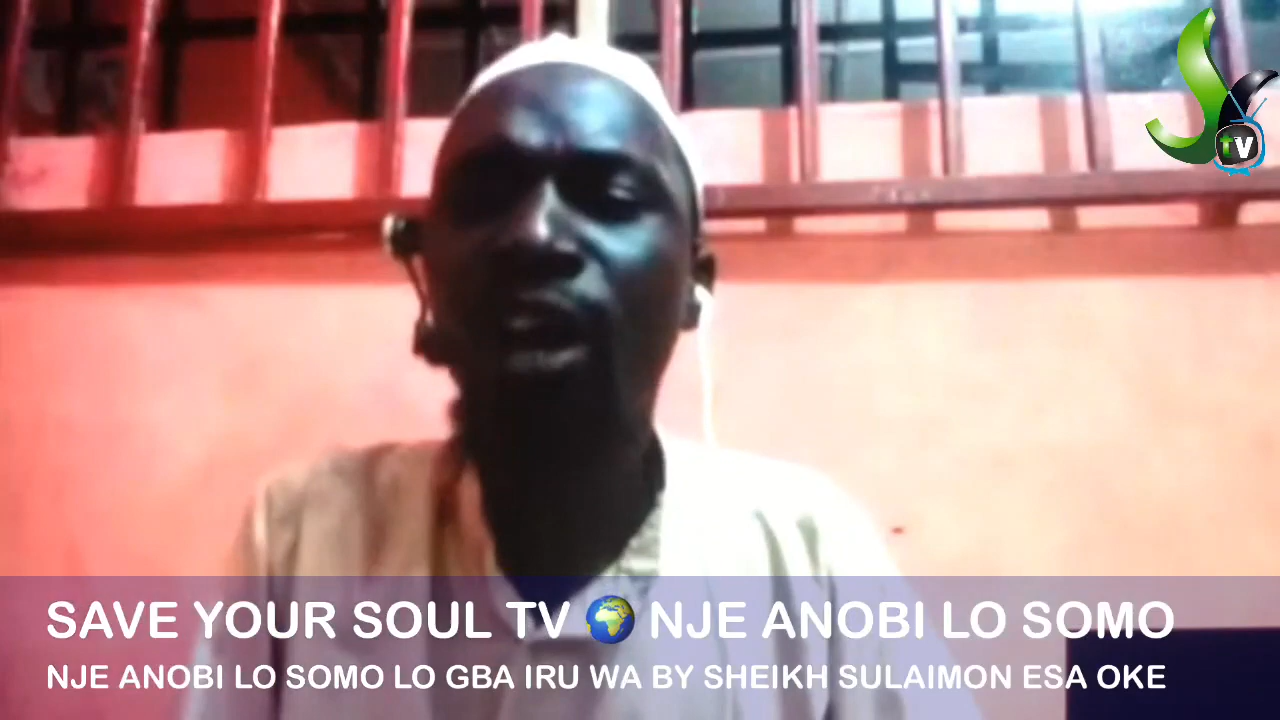 tV
SAVE YOUR SOUL TV 🌍 NJE ANOBI LO SOMO
NJE ANOBI LO SOMO LO GBA IRU WA BY SHEIKH SULAIMON ESA OKE